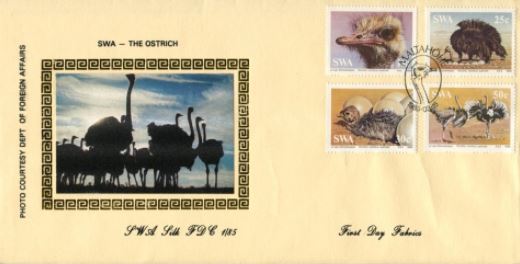 SWA — THE OSTRICH
PHOTO COURTESY DEPT OF FOREIGN AFFAIRS
SWA Silk FDC 1/85
First Day Fabrics
SWA
SWA
25c
SWA
30c
SWA
50c
MALTAHÖHE